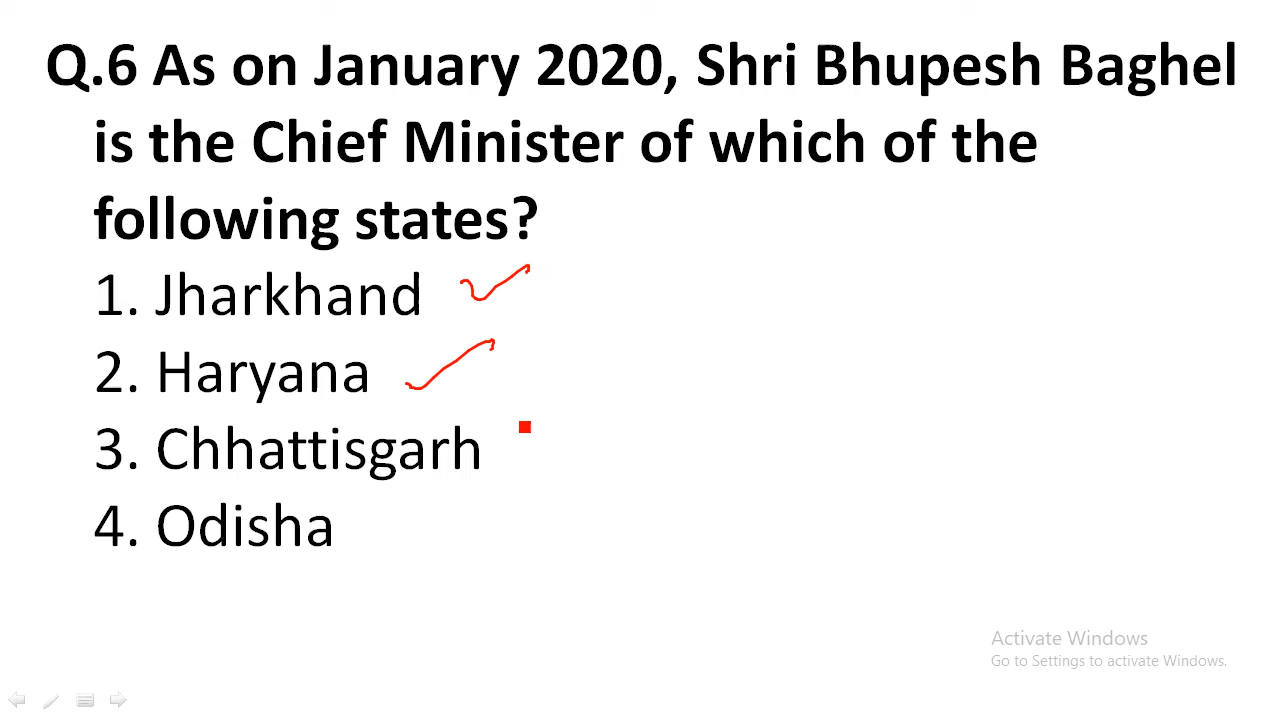 Q.6 As on January 2020, Shri Bhupesh Baghel
is the Chief Minister of which of the
following states?
1. Jharkhand
2. Haryana
3. Chhattisgarh
4. Odisha
Activate Windows
Go to Settings to activate Windows.